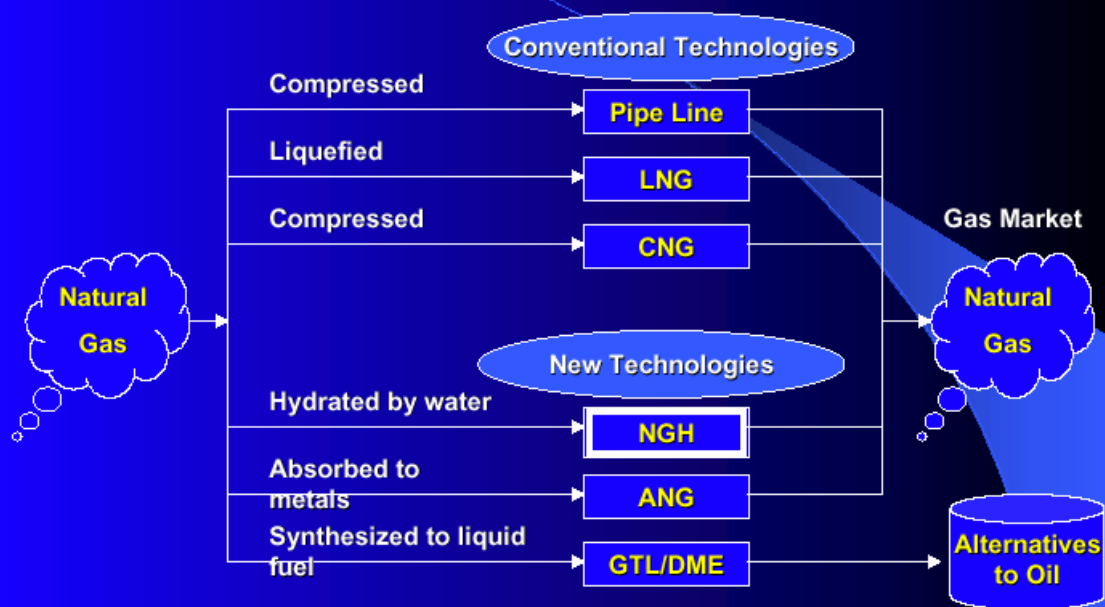 Conventional Technologies
Compressed
Pipe Line
Liquefied
LNG
Compressed
CNG
Gas Market
Natural
Gas
Natural
Gas
New Technologies
Hydrated by water
NGH
Absorbed to
metals
ANG
Synthesized to liquid
fuel
GTL/DME
Alternatives
to Oil